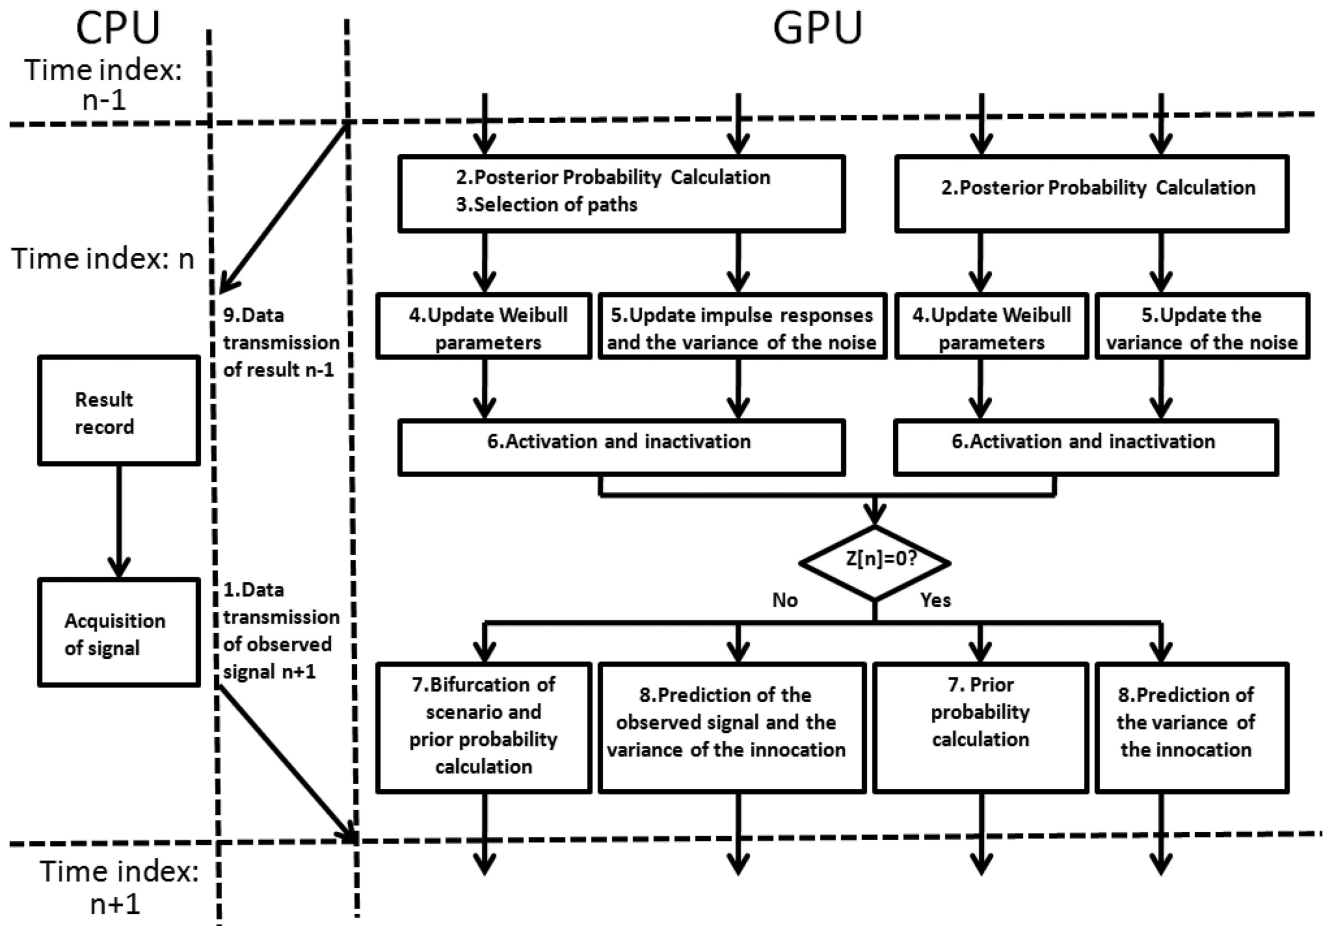 CPU
GPU
Time index:
n-1
2.Posterior Probability Calculation
3.Selection of paths
2.Posterior Probability Calculation
Time index: n
9.Data
transmission
of result n-1
4.Update Weibull
parameters
5.Update impulse responses
and the variance of the noise
4.Update Weibull
parameters
5.Update the
variance of the noise
Result
record
6.Activation and inactivation
6.Activation and inactivation
Z[n]=0?
No
Yes
Acquisition
of signal
1.Data
transmission
of observed
signal n+1
7.Bifurcation of
scenario and
prior probability
calculation
8.Prediction of the
observed signal and the
variance of the innocation
7. Prior
probability
calculation
8.Prediction of
the variance of
the innocation
Time index:
n+1